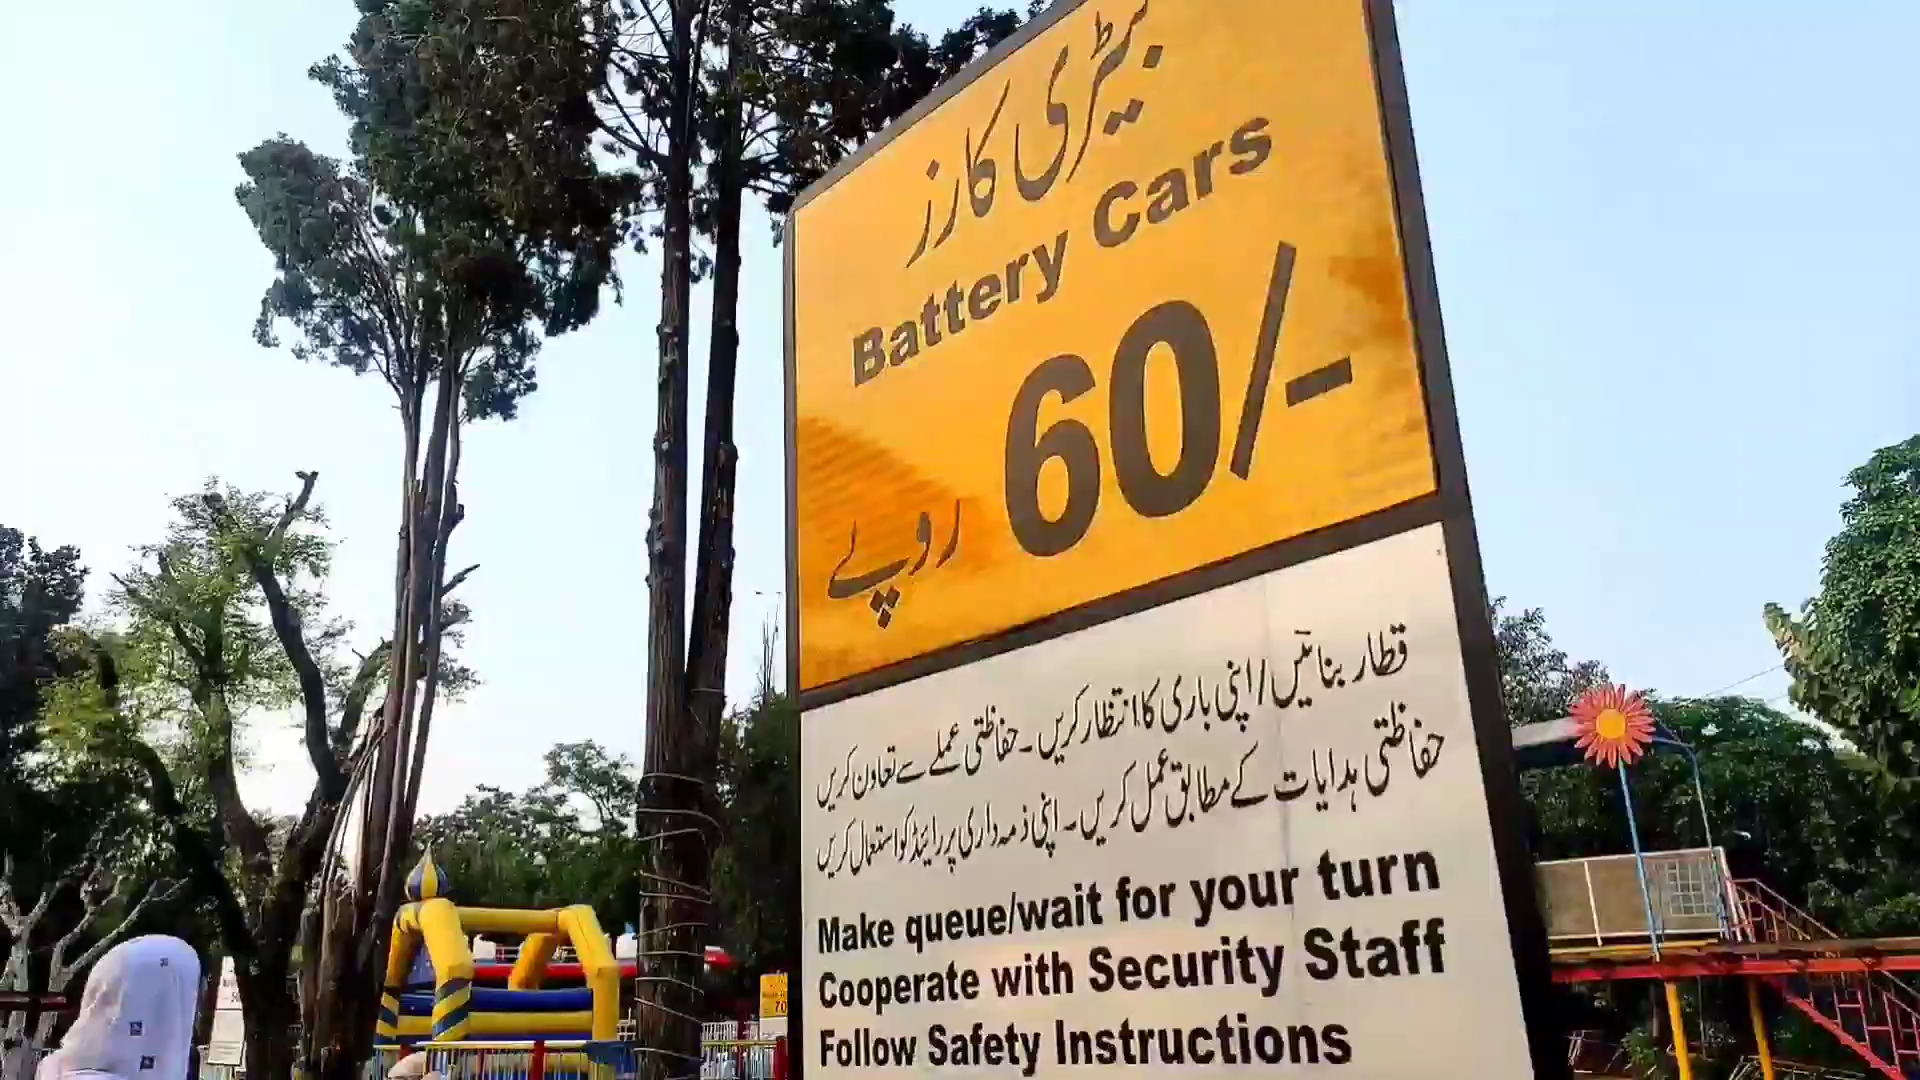 بیٹری کارز
Battery Cars
60/-
روپے
قطار بنائیں/اپنی باری کا انتظار کریں۔ حفاظتی عملے سے تعاون کریں
حفاظتی ہدایات کے مطابق عمل کریں۔ اپنی ذمہ داری پر رائیڈ کو استعمال کریں
Make queue/wait for your turn
Cooperate with Security Staff
Follow Safety Instructions
70